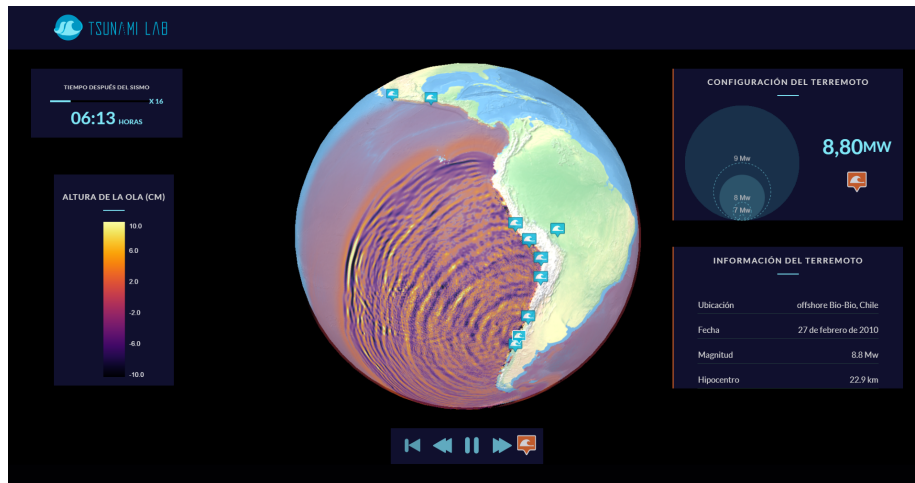 TSUNAMI LAB
TIEMPO DESPUÉS DEL SISMO
X 16
06:13 HORAS
ALTURA DE LA OLA (CM)
10.0
6.0
2.0
-2.0
-6.0
-10.0
CONFIGURACIÓN DEL TERREMOTO
9 Mw
8 Mw
7 Mw
8,80MW
INFORMACIÓN DEL TERREMOTO
Ubicación offshore Bio-Bio, Chile
Fecha 27 de febrero de 2010
Magnitud 8.8 Mw
Hipocentro 22.9 km